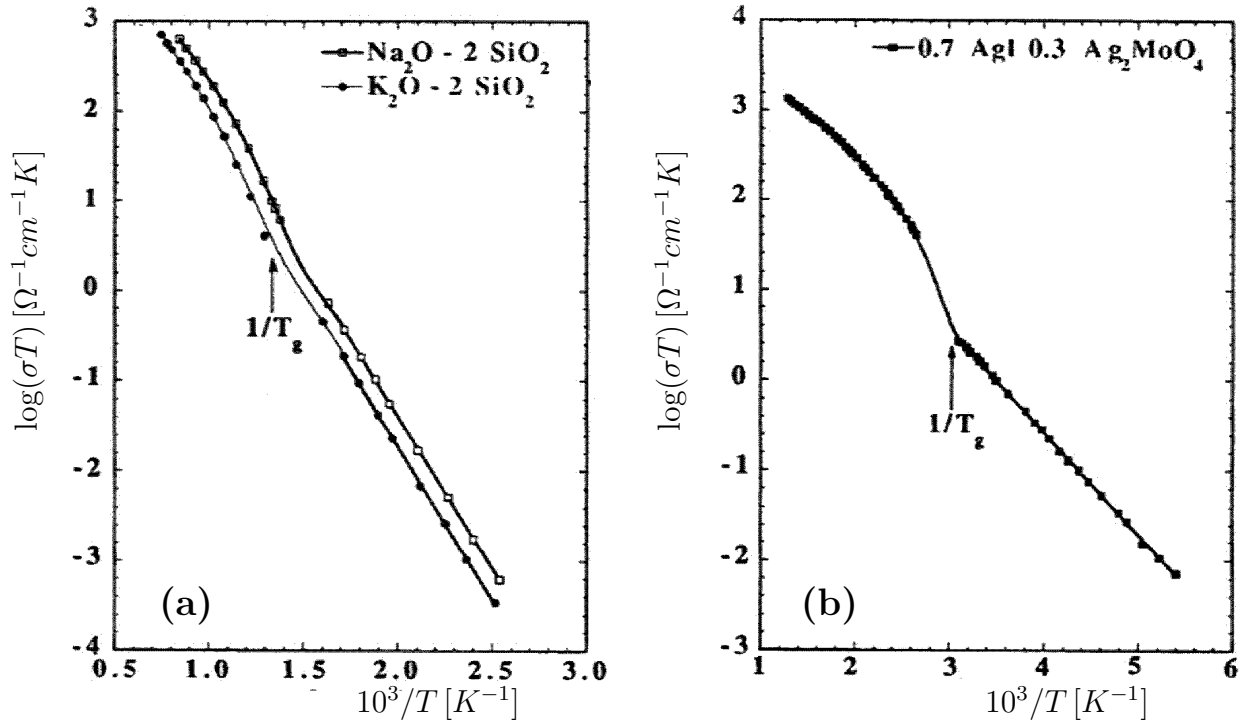 3
2
1
0
-1
-2
-3
-4
0.5 1.0 1.5 2.0 2.5 3.0
log(σT) [Ω⁻¹cm⁻¹K]
10³/T [K⁻¹]
Na₂O - 2 SiO₂
K₂O - 2 SiO₂
1/T_g
(a)
4
3
2
1
0
-1
-2
-3
1 2 3 4 5 6
log(σT) [Ω⁻¹cm⁻¹K]
10³/T [K⁻¹]
0.7 AgI 0.3 Ag₂MoO₄
1/T_g
(b)